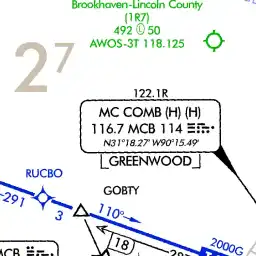 Brookhaven-Lincoln County
(1R7)
492 Ⓛ 50
AWOS-3T 118.125
27
122.1R
MC COMB (H) (H)
116.7 MCB 114
N31°18.27' W90°15.49'
GREENWOOD
RUCBO
GOBTY
291
3
110°
18
2000G
MCB